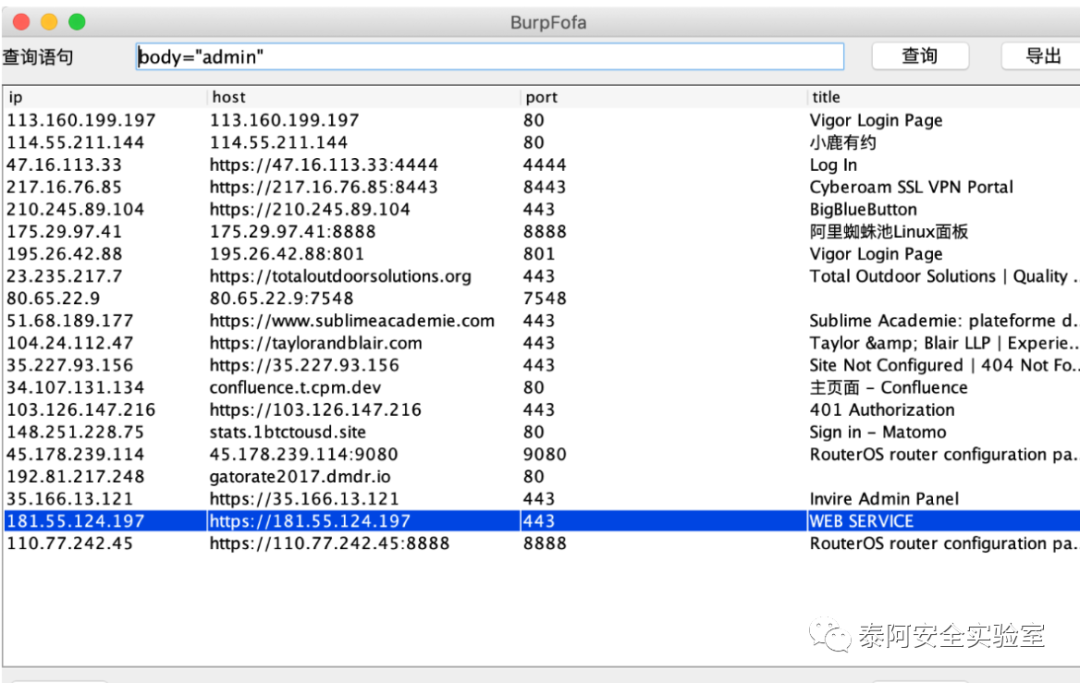 BurpFofa
查询语句 body="admin" 查询 导出
ip host port title
113.160.199.197 113.160.199.197 80 Vigor Login Page
114.55.211.144 114.55.211.144 80 小鹿有约
47.16.113.33 https://47.16.113.33:4444 4444 Log In
217.16.76.85 https://217.16.76.85:8443 8443 Cyberoam SSL VPN Portal
210.245.89.104 https://210.245.89.104 443 BigBlueButton
175.29.97.41 175.29.97.41:8888 8888 阿里蜘蛛池Linux面板
195.26.42.88 195.26.42.88:801 801 Vigor Login Page
23.235.217.7 https://totaloutdoorsolutions.org 443 Total Outdoor Solutions | Quality ...
80.65.22.9 80.65.22.9:7548 7548
51.68.189.177 https://www.sublimeacademie.com 443 Sublime Academie: plateforme d...
104.24.112.47 https://taylorandblair.com 443 Taylor &amp; Blair LLP | Experie...
35.227.93.156 https://35.227.93.156 443 Site Not Configured | 404 Not Fo...
34.107.131.134 confluence.t.cpm.dev 80 主页面 – Confluence
103.126.147.216 https://103.126.147.216 443 401 Authorization
148.251.228.75 stats.1btctousd.site 80 Sign in – Matomo
45.178.239.114 45.178.239.114:9080 9080 RouterOS router configuration pa...
192.81.217.248 gatorate2017.dmdr.io 80
35.166.13.121 https://35.166.13.121 443 Invire Admin Panel
181.55.124.197 https://181.55.124.197 443 WEB SERVICE
110.77.242.45 https://110.77.242.45:8888 8888 RouterOS router configuration pa...
泰阿安全实验室